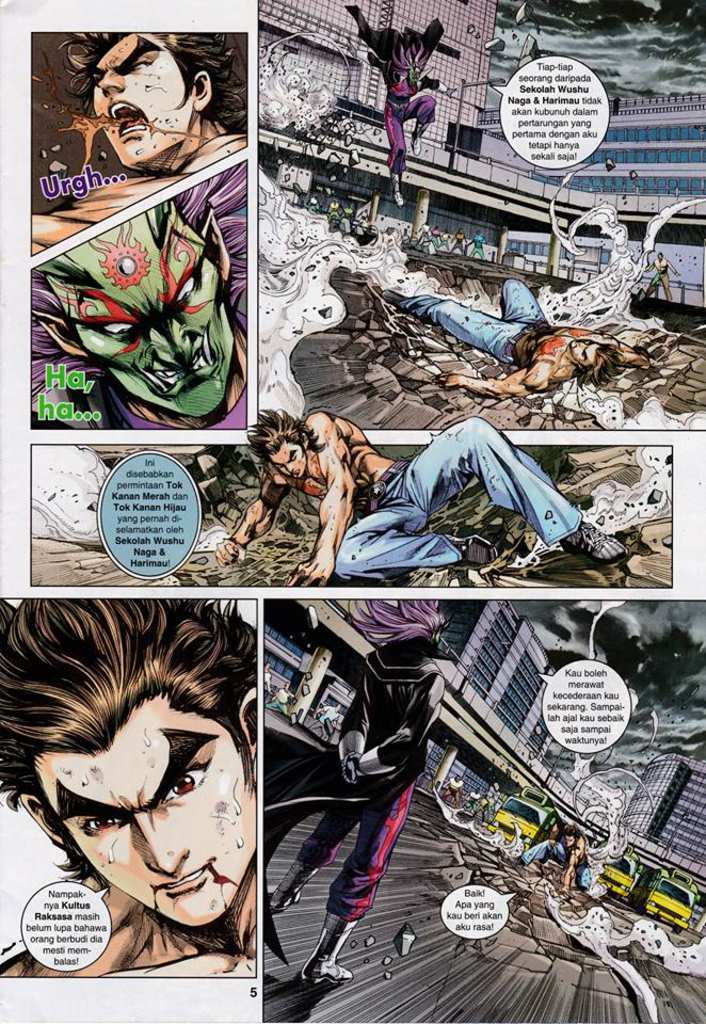 Urgh...
Ha,
ha...
Tiap-tiap
seorang daripada
Sekolah Wushu
Naga & Harimau tidak
akan kubunuh dalam
pertarungan yang
pertama dengan aku
tetapi hanya
sekali saja!
Ini
disebabkan
permintaan Tok
Kanan Merah dan
Tok Kanan Hijau
yang pernah di-
selamatkan oleh
Sekolah Wushu
Naga &
Harimau!
Nampak-
nya Kultus
Raksasa masih
belum lupa bahawa
orang berbudi dia
mesti mem-
balas!
Kau boleh
merawat
kecederaan kau
sekarang. Sampai-
lah ajal kau sebaik
saja sampai
waktunya!
Baik!
Apa yang
kau beri akan
aku rasa!
5